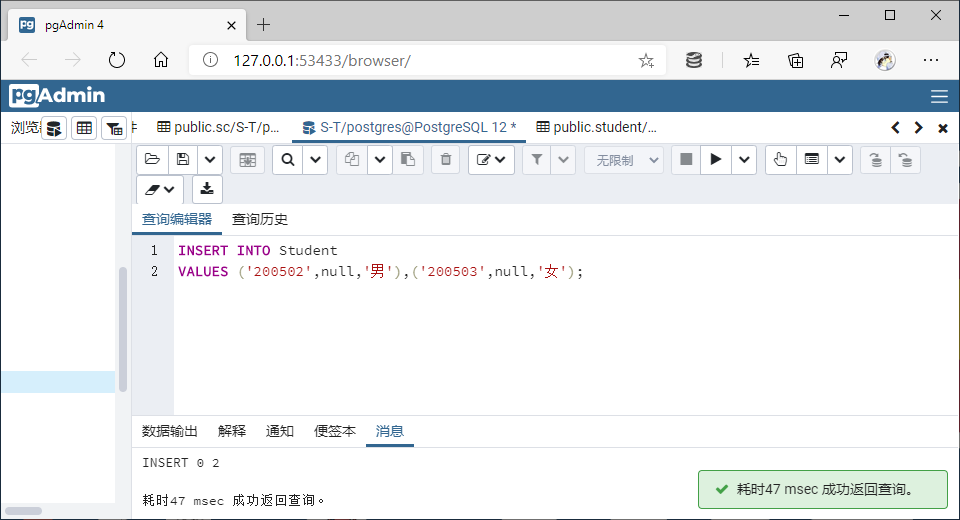 pgAdmin 4
127.0.0.1:53433/browser/
pgAdmin
浏览
public.sc/S-T/p...
S-T/postgres@PostgreSQL 12 *
public.student/...
无限制
查询编辑器 查询历史
1 INSERT INTO Student
2 VALUES ('200502',null,'男'),('200503',null,'女');
数据输出 解释 通知 便签本 消息
INSERT 0 2
耗时47 msec 成功返回查询。
耗时47 msec 成功返回查询。